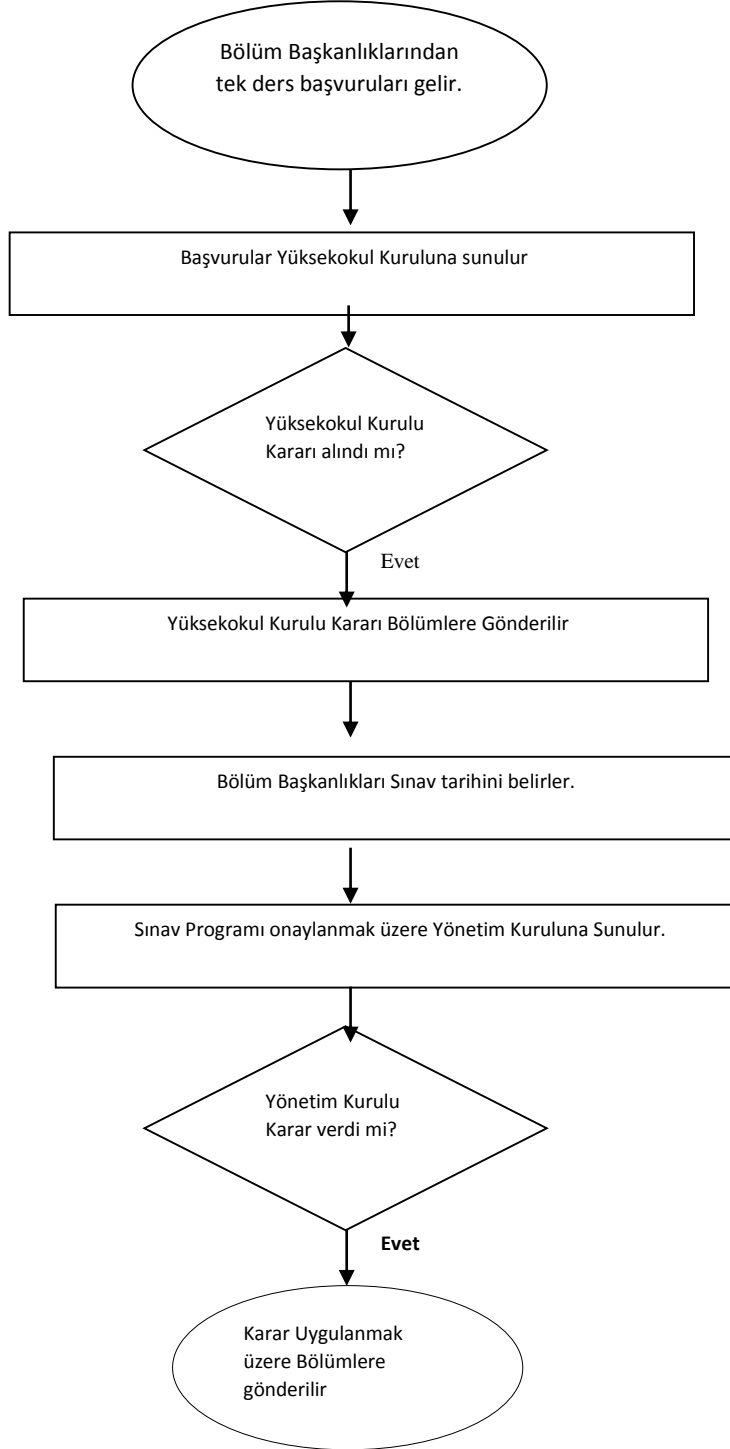 Bölüm Başkanlıklarından
tek ders başvuruları gelir.
Başvurular Yüksekokul Kuruluna sunulur
Yüksekokul Kurulu
Kararı alındı mı?
Evet
Yüksekokul Kurulu Kararı Bölümlere Gönderilir
Bölüm Başkanlıkları Sınav tarihini belirler.
Sınav Programı onaylanmak üzere Yönetim Kuruluna Sunulur.
Yönetim Kurulu
Karar verdi mi?
Evet
Karar Uygulanmak
üzere Bölümlere
gönderilir